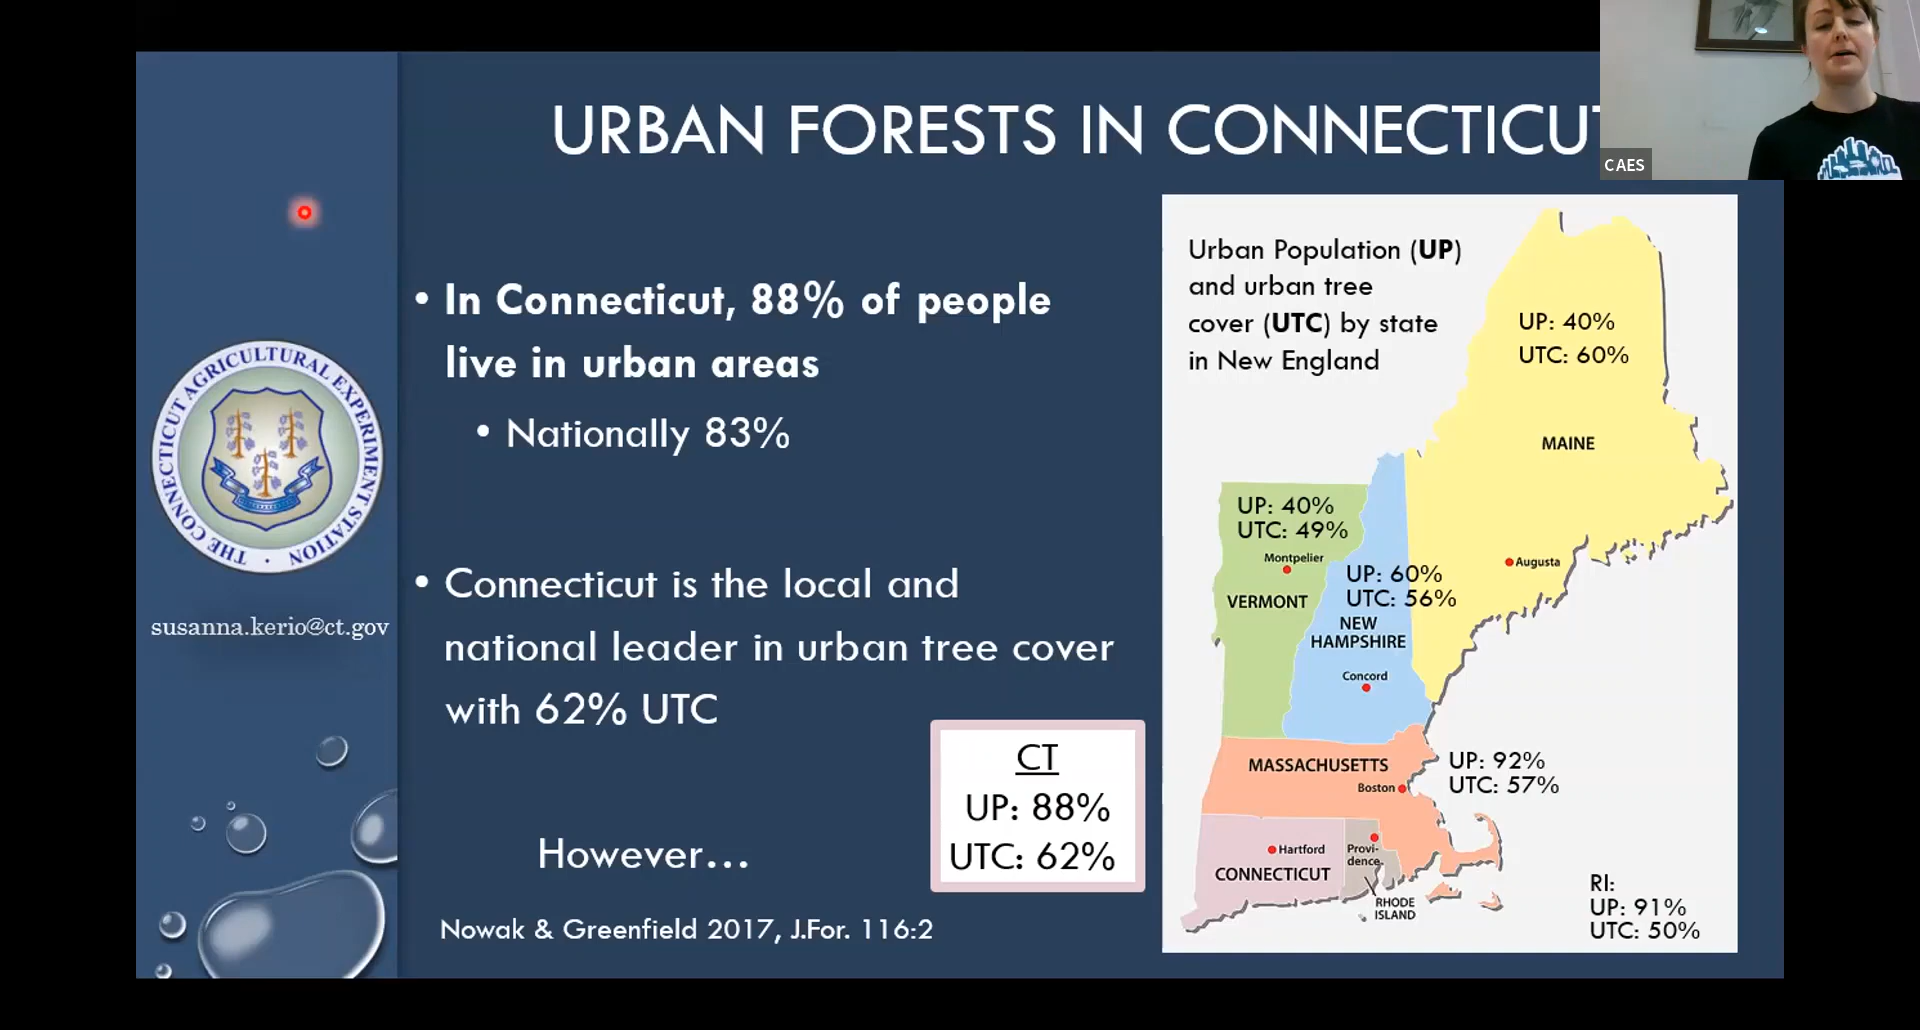 URBAN FORESTS IN CONNECTICUT
CAES
THE CONNECTICUT AGRICULTURAL EXPERIMENT STATION
susanna.kerio@ct.gov
• In Connecticut, 88% of people
live in urban areas
• Nationally 83%
• Connecticut is the local and
national leader in urban tree cover
with 62% UTC
However...
CT
UP: 88%
UTC: 62%
Nowak & Greenfield 2017, J.For. 116:2
Urban Population (UP)
and urban tree
cover (UTC) by state
in New England
UP: 40%
UTC: 60%
MAINE
Augusta
UP: 40%
UTC: 49%
Montpelier
VERMONT
UP: 60%
UTC: 56%
NEW
HAMPSHIRE
Concord
MASSACHUSETTS
Boston
UP: 92%
UTC: 57%
Hartford
CONNECTICUT
Provi-
dence
RHODE
ISLAND
RI:
UP: 91%
UTC: 50%